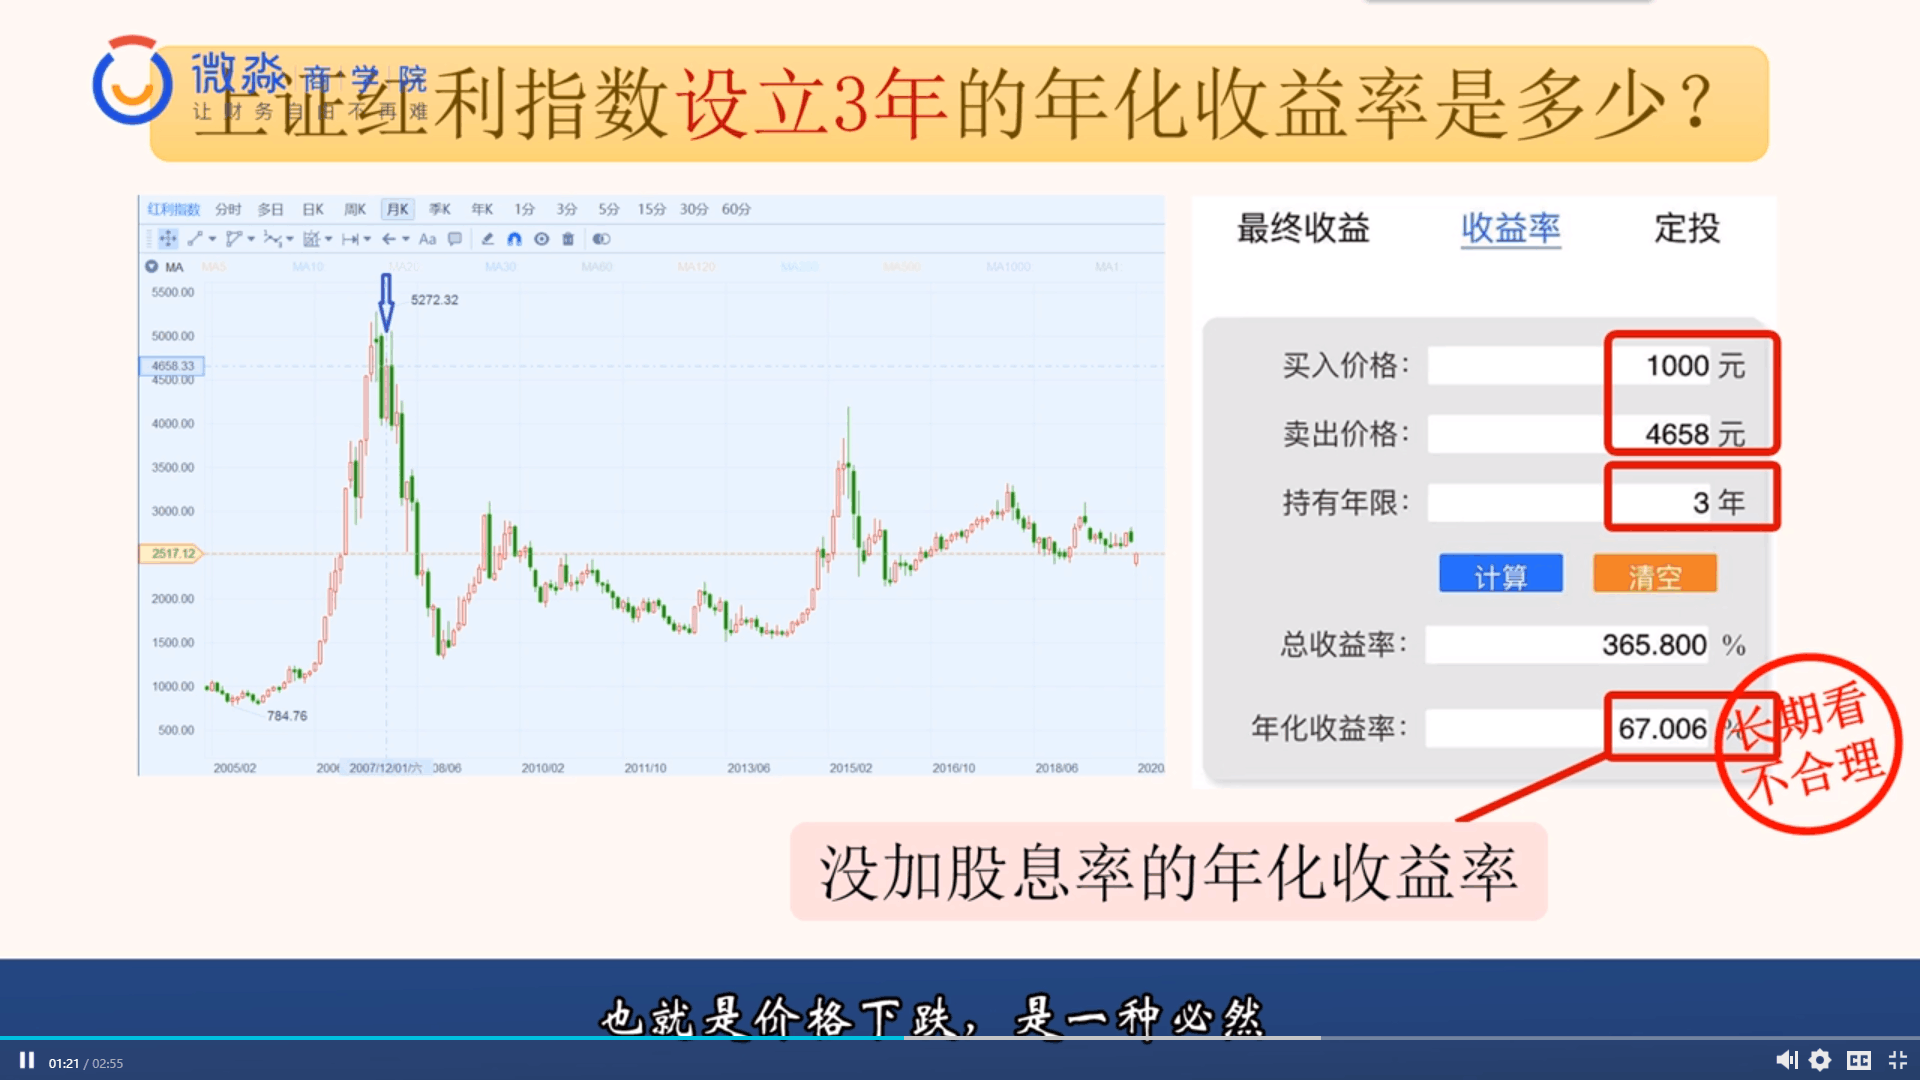 微淼商学院
让财务自由不再难
上证红利指数设立3年的年化收益率是多少？
红利指数 分时 多日 日K 周K 月K 季K 年K 1分 3分 5分 15分 30分 60分
Aa
MA MA5 MA10 MA20 MA30 MA60 MA120 MA250 MA500 MA1000 MA1:
5500.00
5272.32
5000.00
4658.33
4500.00
4000.00
3500.00
3000.00
2517.12
2000.00
1500.00
1000.00
784.76
500.00
2005/02 2006 2007/12/01/六 08/06 2010/02 2011/10 2013/06 2015/02 2016/10 2018/06 2020
最终收益 收益率 定投
买入价格： 1000 元
卖出价格： 4658 元
持有年限： 3 年
计算 清空
总收益率： 365.800 %
年化收益率： 67.006 %
长期看
不合理
没加股息率的年化收益率
也就是价格下跌，是一种必然
01:21 / 02:55
CC